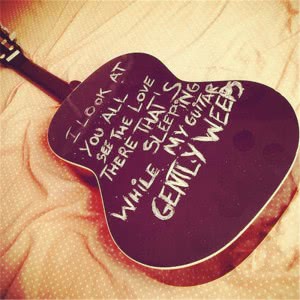 I LOOK AT
YOU ALL
SEE THE LOVE
THERE THAT'S
SLEEPING
WHILE MY GUITAR
GENTLY WEEPS